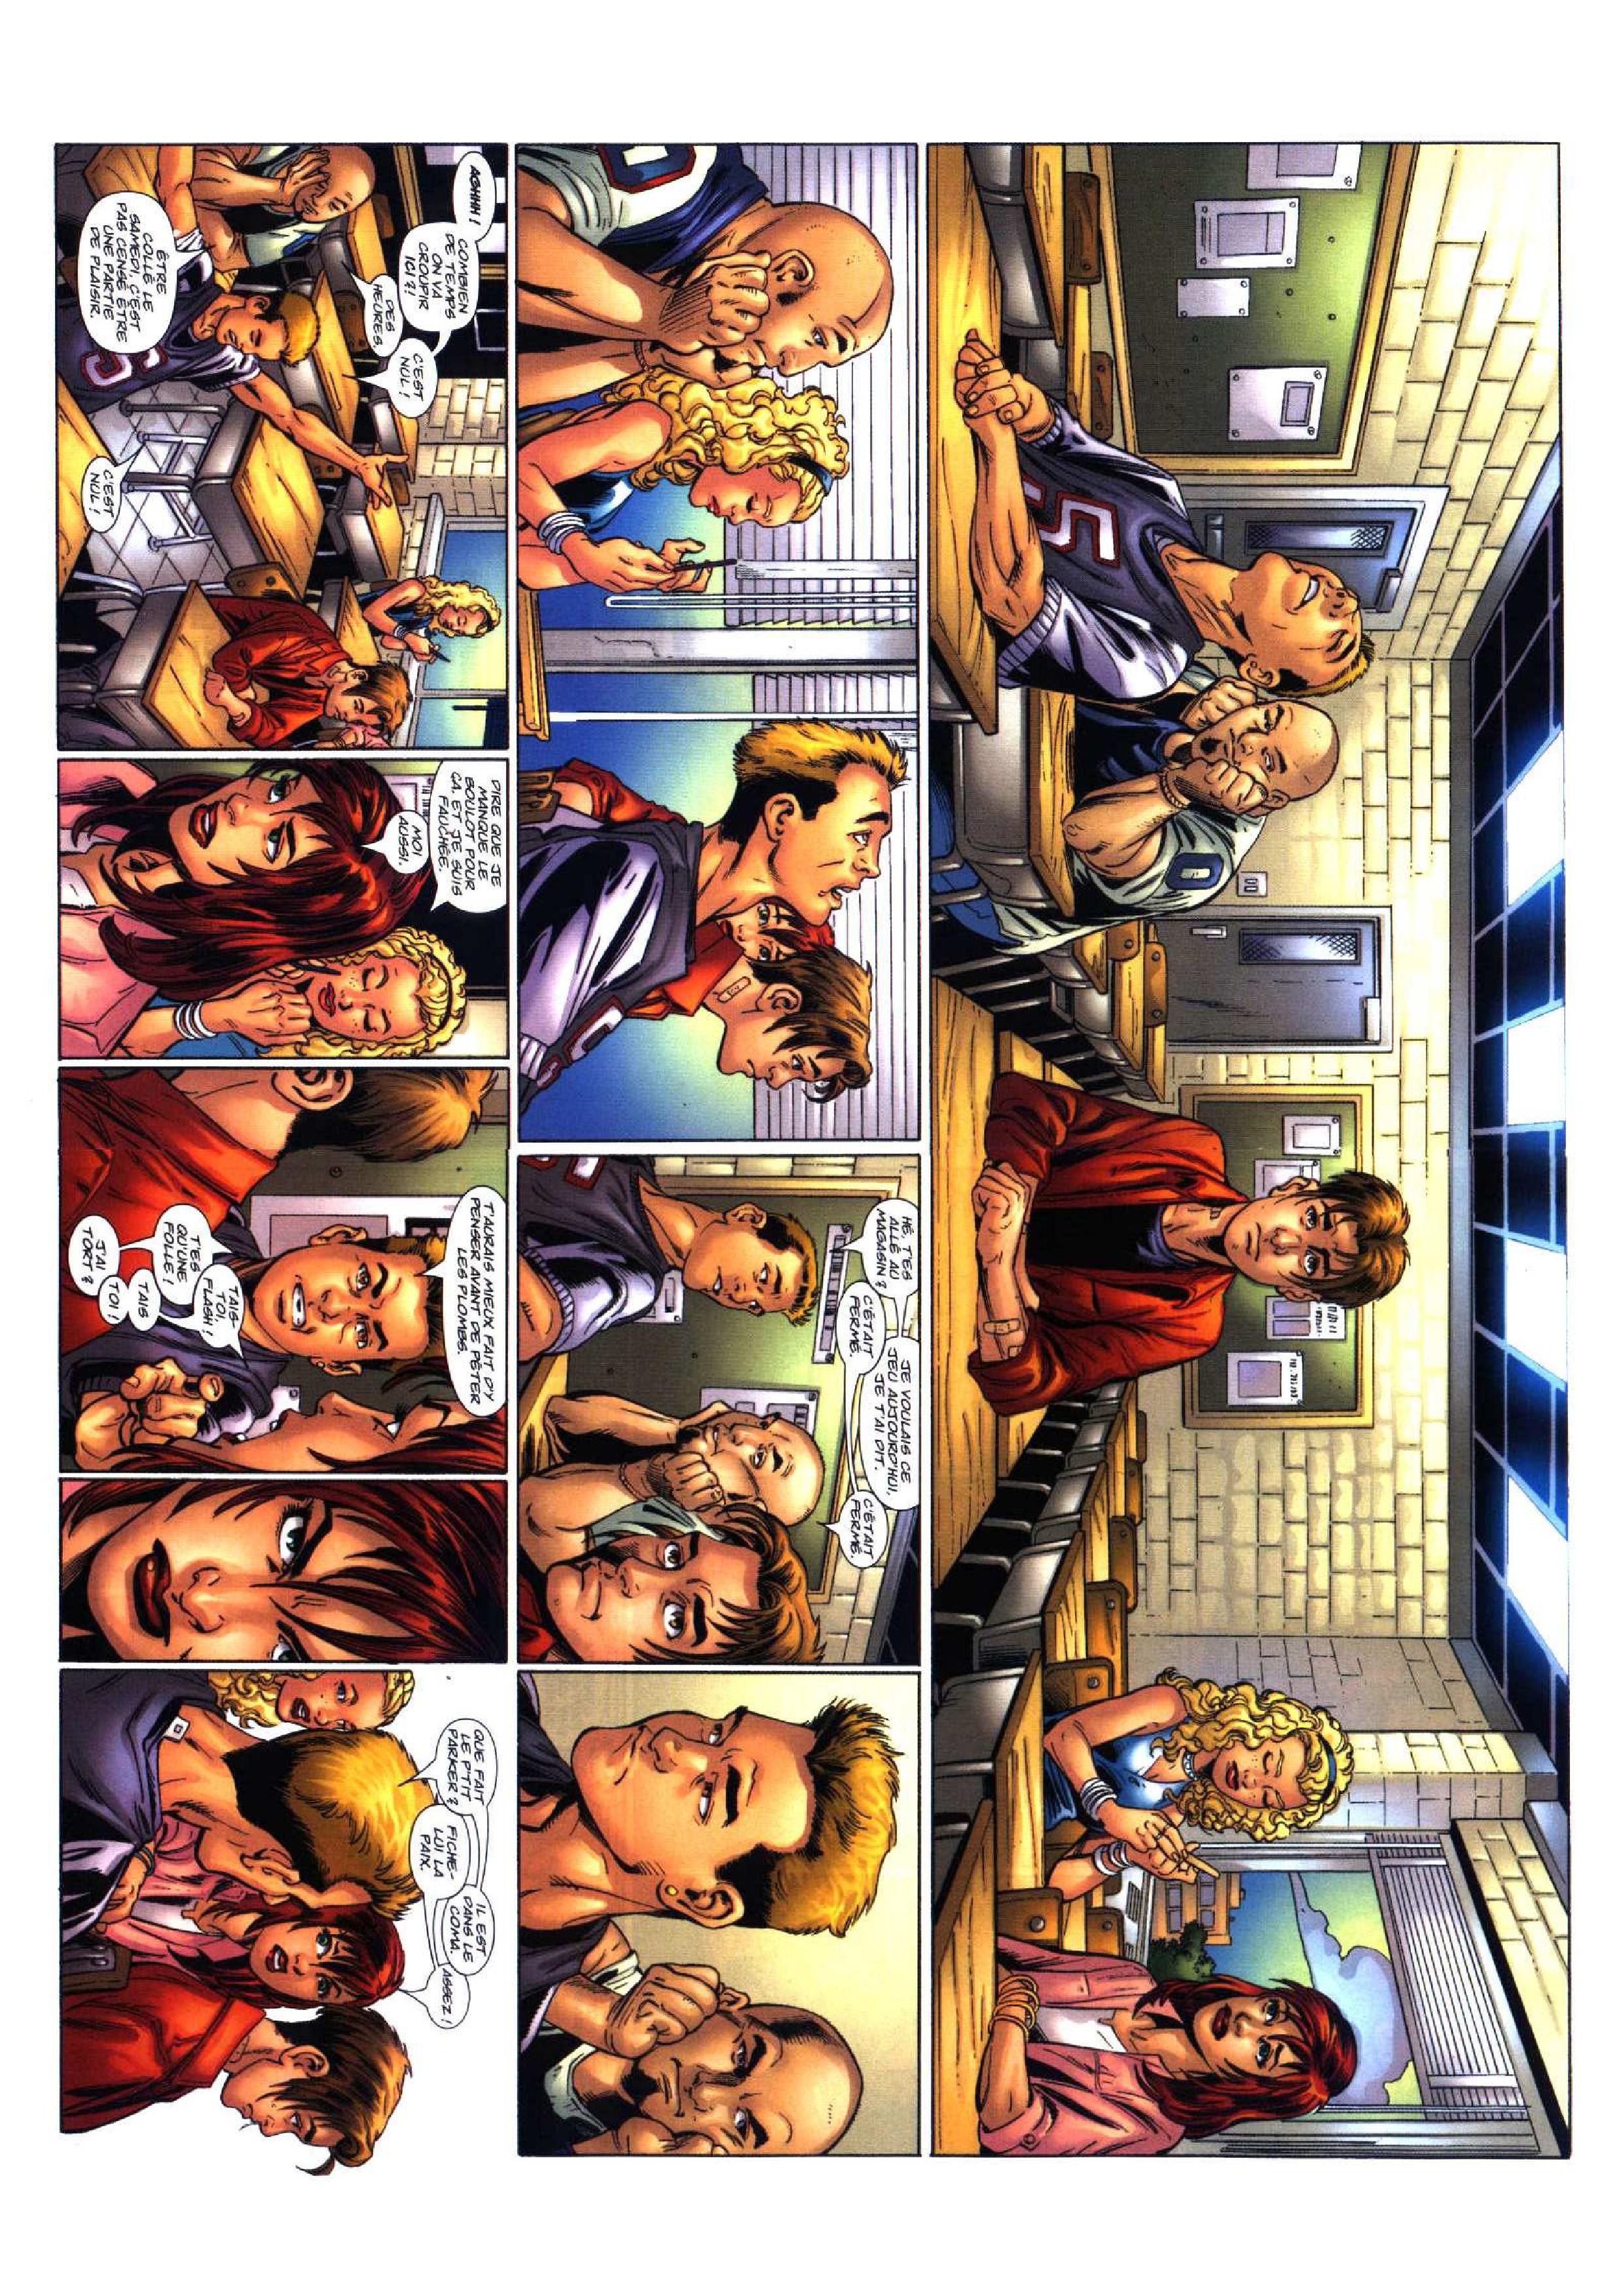 HÉ, T'ES
ALLÉ AU
MAGASIN ?
C'ÉTAIT
FERMÉ.
JE VOULAIS CE
JEU AUJOURD'HUI,
JE T'AI DIT.
C'ÉTAIT
FERMÉ.
AGHHH !
COMBIEN
DE TEMPS
ON VA
CROUPIR
ICI ?!
DES
HEURES.
C'EST
NUL !
ÊTRE
COLLÉ LE
SAMEDI, C'EST
PAS CENSÉ ÊTRE
UNE PARTIE
DE PLAISIR.
C'EST
NUL !
DIRE QUE JE
MANQUE LE
BOULOT POUR
ÇA. ET JE SUIS
FAUCHÉE.
MOI
AUSSI.
T'AURAIS MIEUX FAIT D'Y
PENSER AVANT DE PÉTER
LES PLOMBS.
TAIS-
TOI,
FLASH !
T'ES
QU'UNE
FOLLE !
TAIS
TOI !
J'AI
TORT ?
QUE FAIT
LE P'TIT
PARKER ?
FICHE-
LUI LA
PAIX.
IL EST
DANS LE
COMA.
ASSEZ !